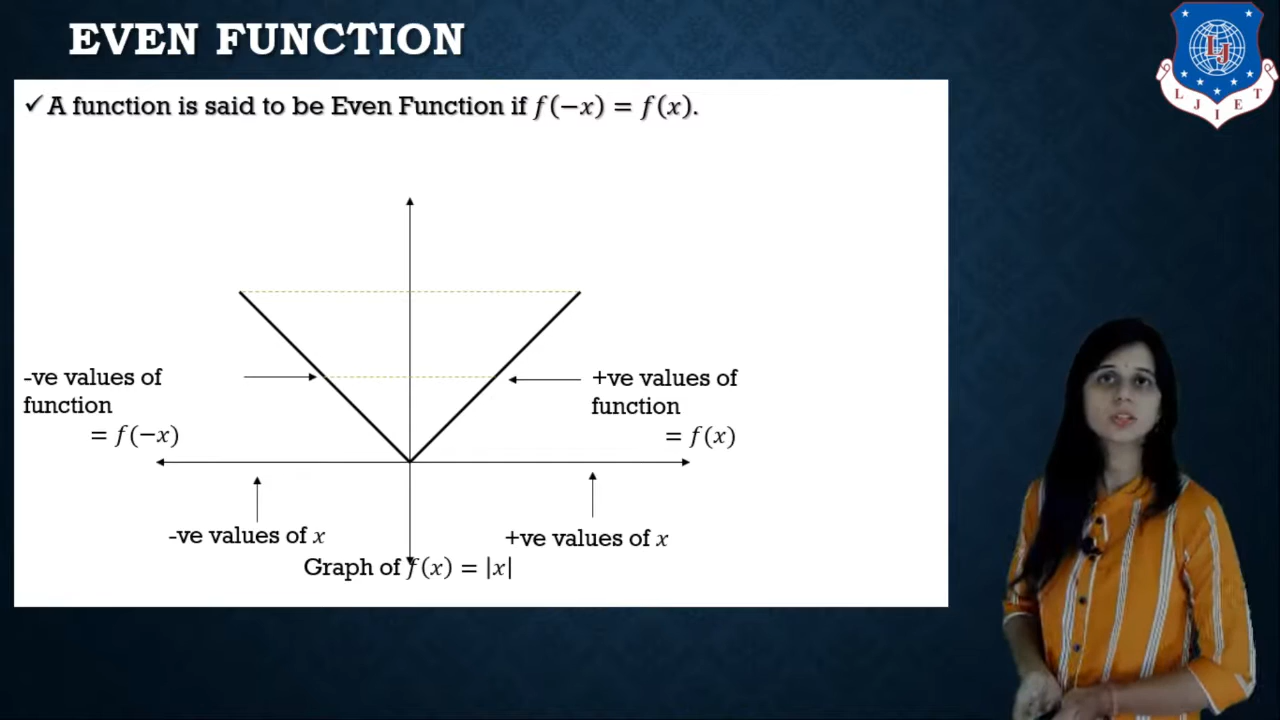 EVEN FUNCTION
✓ A function is said to be Even Function if f(−x) = f(x).
-ve values of
function
= f(−x)
+ve values of
function
= f(x)
-ve values of x
+ve values of x
Graph of f(x) = |x|
LJ
L J I E T